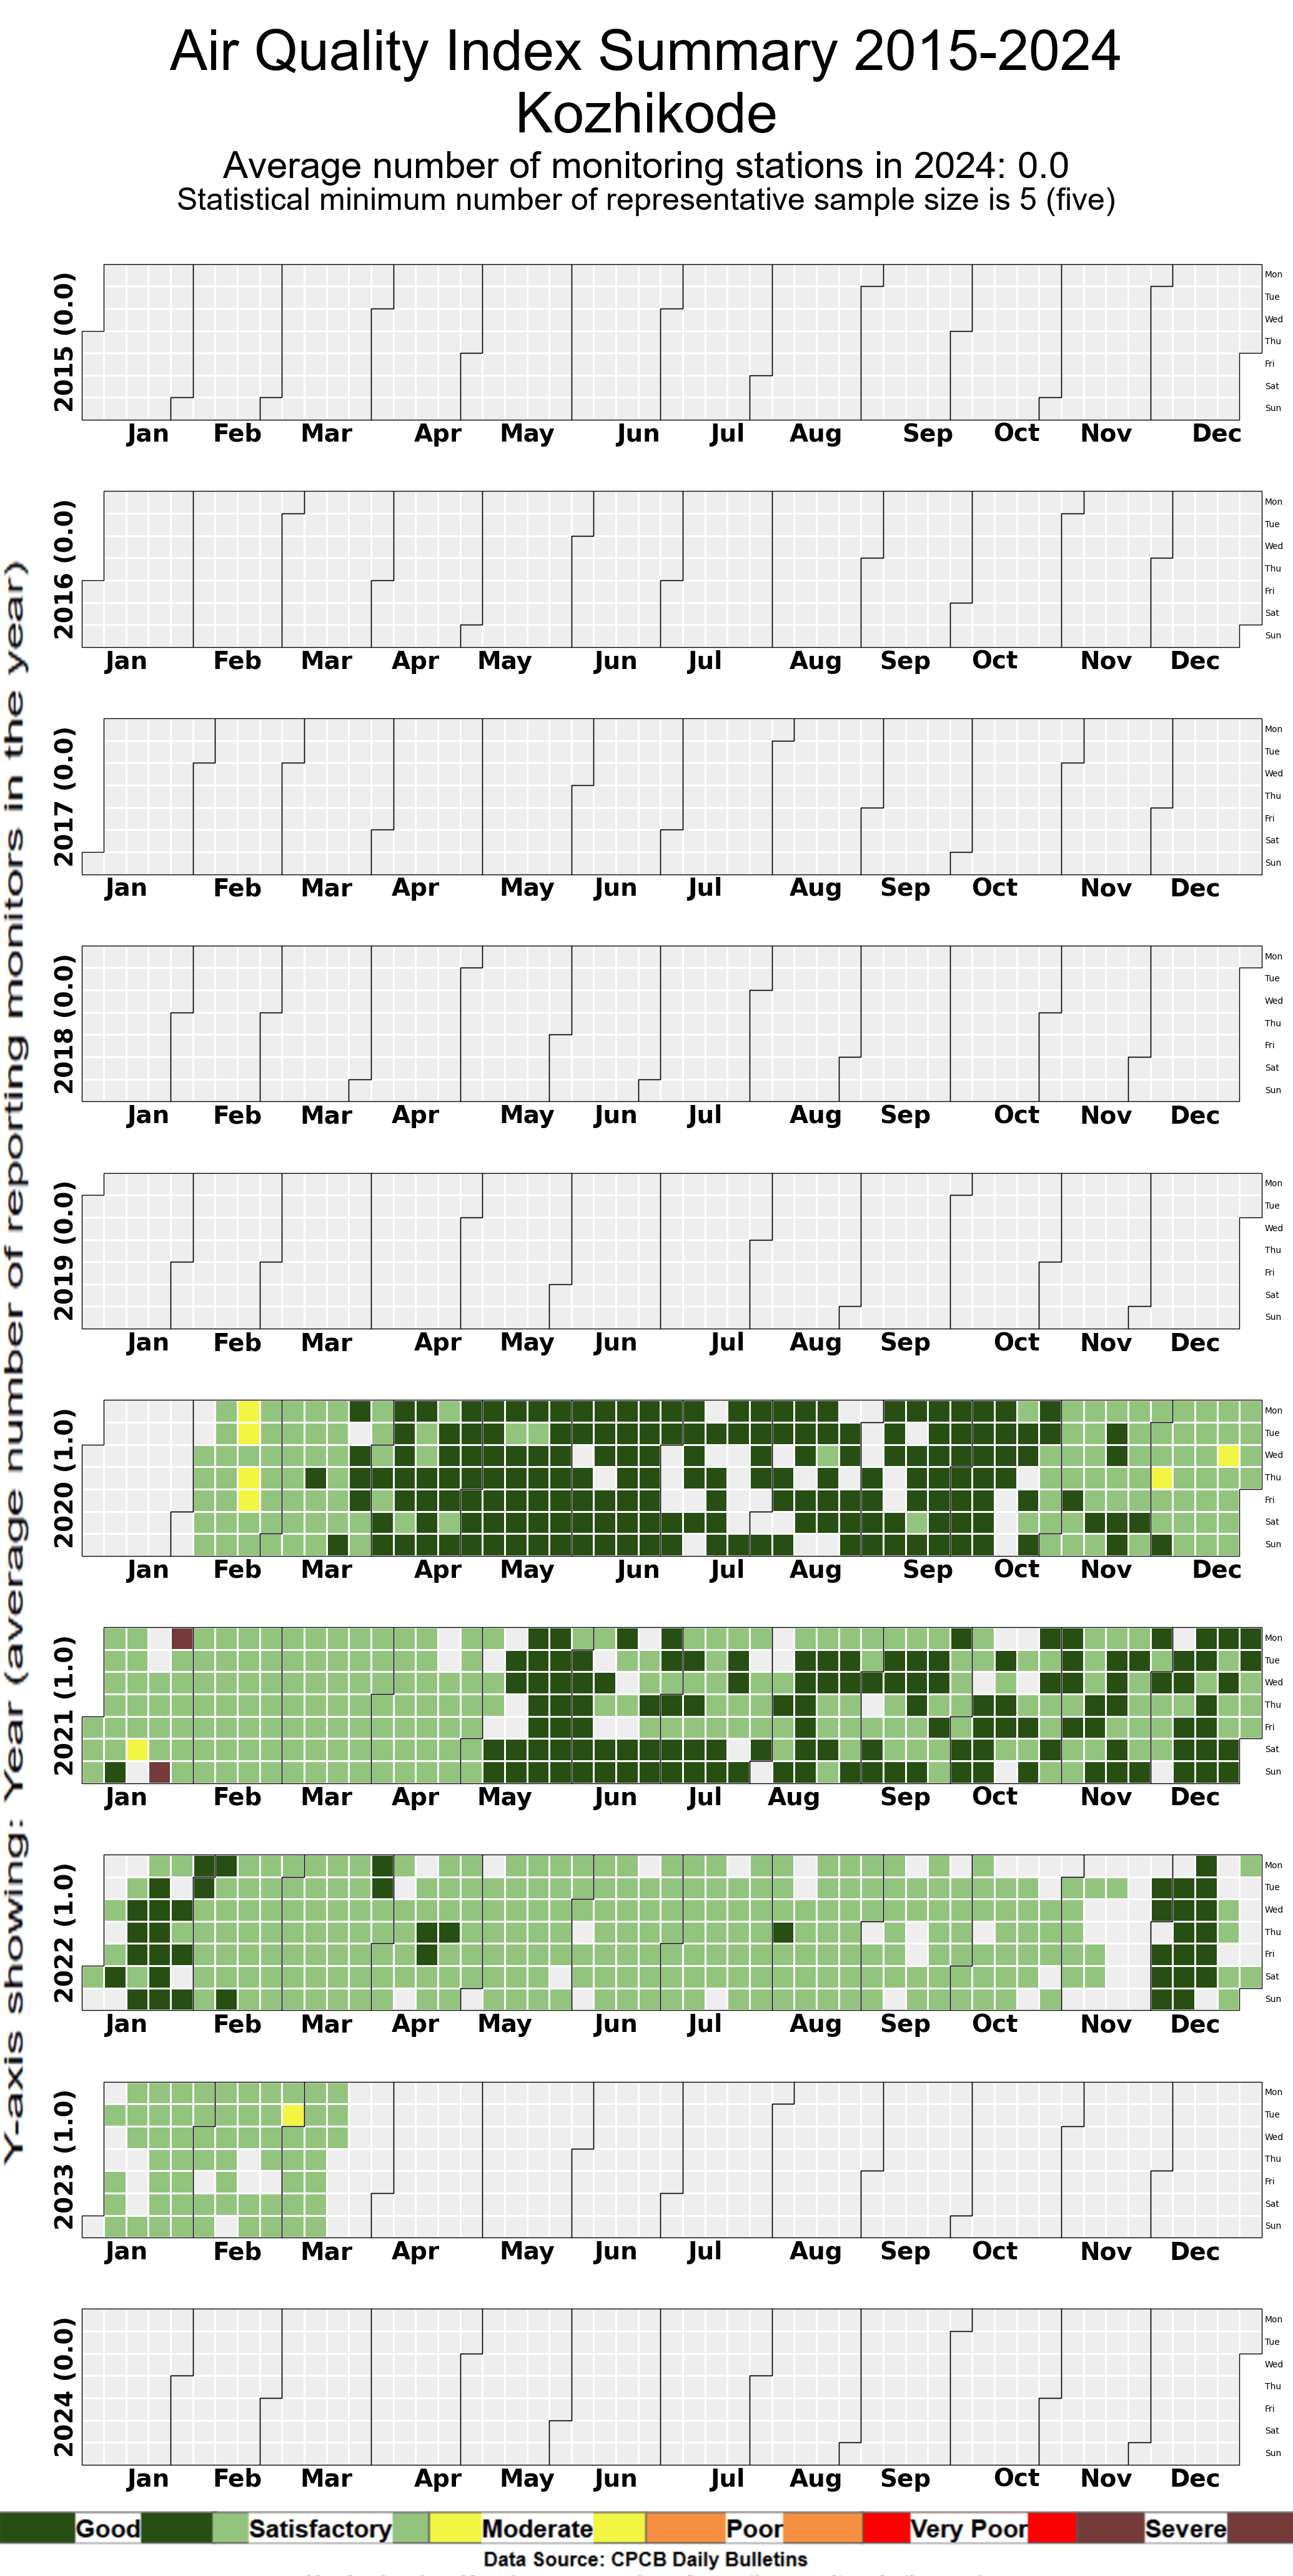 Air Quality Index Summary 2015-2024
Kozhikode
Average number of monitoring stations in 2024: 0.0
Statistical minimum number of representative sample size is 5 (five)
Y-axis showing: Year (average number of reporting monitors in the year)
2015 (0.0)
Mon
Tue
Wed
Thu
Fri
Sat
Sun
Jan Feb Mar Apr May Jun Jul Aug Sep Oct Nov Dec
2016 (0.0)
Mon
Tue
Wed
Thu
Fri
Sat
Sun
Jan Feb Mar Apr May Jun Jul Aug Sep Oct Nov Dec
2017 (0.0)
Mon
Tue
Wed
Thu
Fri
Sat
Sun
Jan Feb Mar Apr May Jun Jul Aug Sep Oct Nov Dec
2018 (0.0)
Mon
Tue
Wed
Thu
Fri
Sat
Sun
Jan Feb Mar Apr May Jun Jul Aug Sep Oct Nov Dec
2019 (0.0)
Mon
Tue
Wed
Thu
Fri
Sat
Sun
Jan Feb Mar Apr May Jun Jul Aug Sep Oct Nov Dec
2020 (1.0)
Mon
Tue
Wed
Thu
Fri
Sat
Sun
Jan Feb Mar Apr May Jun Jul Aug Sep Oct Nov Dec
2021 (1.0)
Mon
Tue
Wed
Thu
Fri
Sat
Sun
Jan Feb Mar Apr May Jun Jul Aug Sep Oct Nov Dec
2022 (1.0)
Mon
Tue
Wed
Thu
Fri
Sat
Sun
Jan Feb Mar Apr May Jun Jul Aug Sep Oct Nov Dec
2023 (1.0)
Mon
Tue
Wed
Thu
Fri
Sat
Sun
Jan Feb Mar Apr May Jun Jul Aug Sep Oct Nov Dec
2024 (0.0)
Mon
Tue
Wed
Thu
Fri
Sat
Sun
Jan Feb Mar Apr May Jun Jul Aug Sep Oct Nov Dec
Good Satisfactory Moderate Poor Very Poor Severe
Data Source: CPCB Daily Bulletins